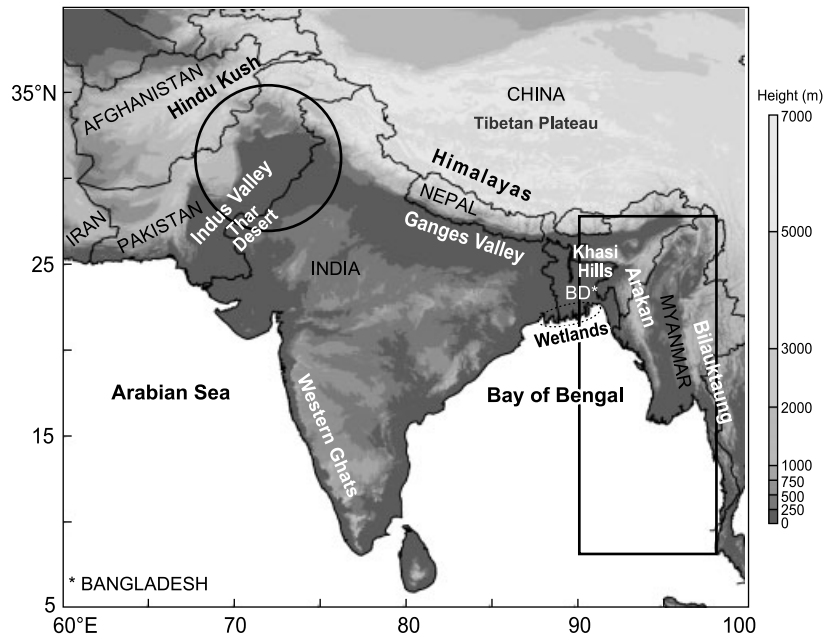 35°N
25
15
5
60°E
70
80
90
100
AFGHANISTAN
Hindu Kush
CHINA
Tibetan Plateau
Himalayas
NEPAL
IRAN
PAKISTAN
Indus Valley
Thar
Desert
Ganges Valley
INDIA
Khasi
Hills
BD*
Arakan
MYANMAR
Bilauktaung
Wetlands
Arabian Sea
Western Ghats
Bay of Bengal
* BANGLADESH
Height (m)
7000
5000
3000
2000
1000
750
500
250
0